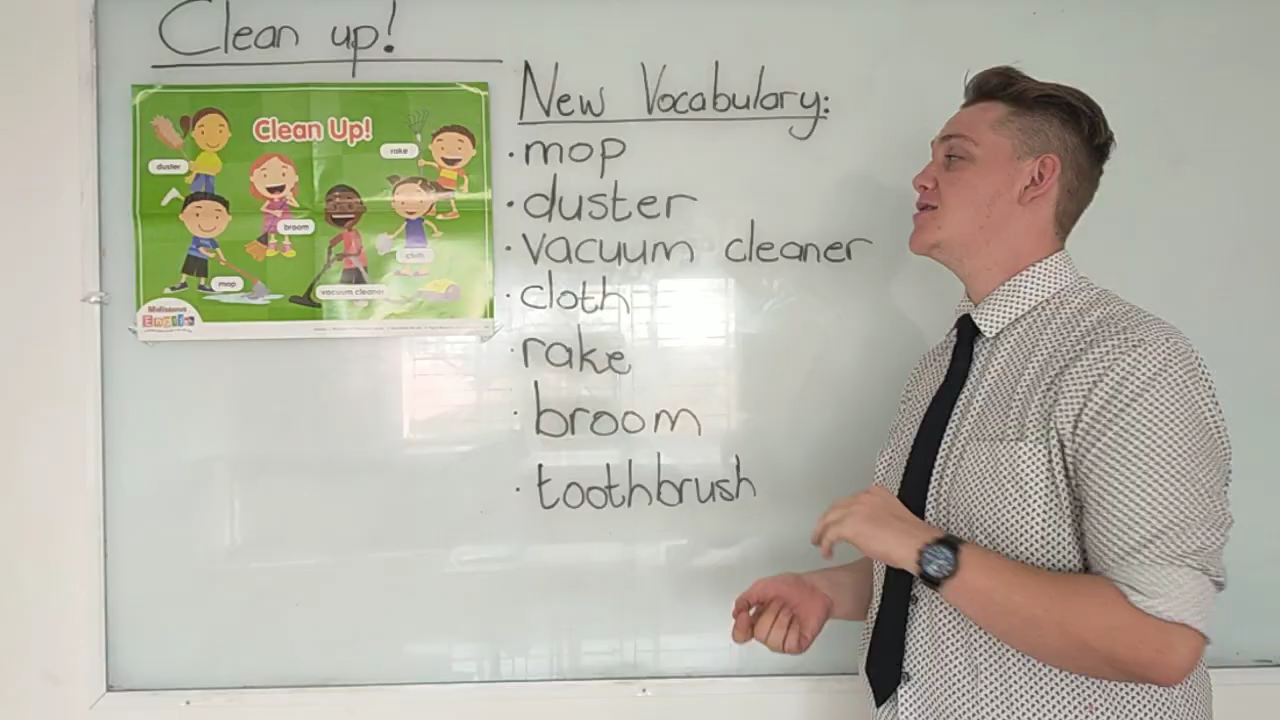 Clean up!
New Vocabulary:
· mop
· duster
· vacuum cleaner
· cloth
· rake
· broom
· toothbrush
Clean Up!
rake
duster
broom
cloth
mop
vacuum cleaner
English